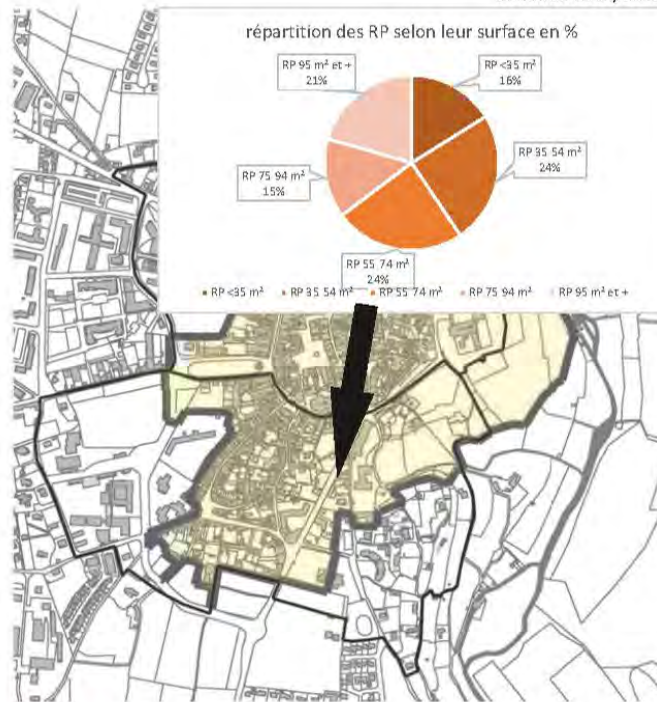 répartition des RP selon leur surface en %
RP 95 m² et +
21%
RP <35 m²
16%
RP 75 94 m²
15%
RP 35 54 m²
24%
RP 55 74 m²
24%
RP <35 m²
RP 35 54 m²
RP 55 74 m²
RP 75 94 m²
RP 95 m² et +